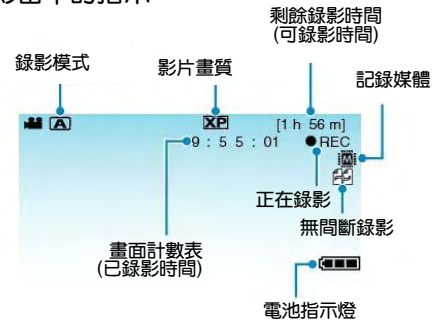 剩餘錄影時間
(可錄影時間)
錄影模式
影片畫質
記錄媒體
A
XP
[1 h 56 m]
9 : 5 5 : 01
REC
M
正在錄影
無間斷錄影
畫面計數表
(已錄影時間)
電池指示燈